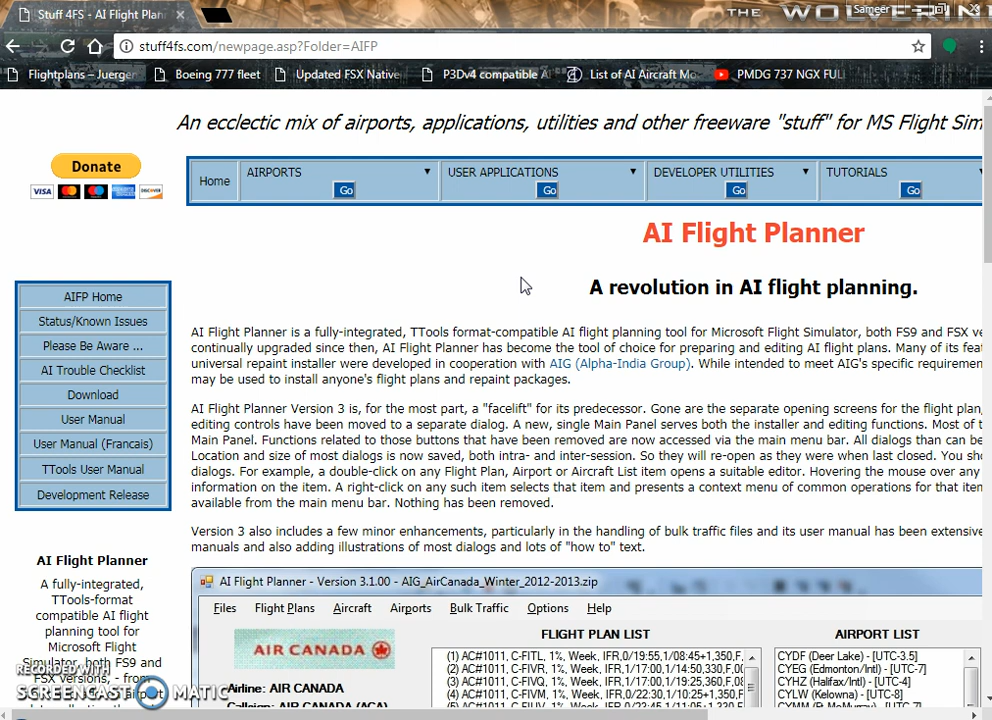 Stuff 4FS - AI Flight Plan
THE WOLVERIN
Sameer
stuff4fs.com/newpage.asp?Folder=AIFP
Flightplans – Juerge
Boeing 777 fleet
Updated FSX Native
P3Dv4 compatible A
List of AI Aircraft Mo
PMDG 737 NGX FUL
An ecclectic mix of airports, applications, utilities and other freeware "stuff" for MS Flight Sim
Donate
VISA
DISCOVER
Home
AIRPORTS
USER APPLICATIONS
DEVELOPER UTILITIES
TUTORIALS
Go
Go
Go
Go
AI Flight Planner
A revolution in AI flight planning.
AIFP Home
Status/Known Issues
Please Be Aware ...
AI Trouble Checklist
Download
User Manual
User Manual (Francais)
TTools User Manual
Development Release
AI Flight Planner is a fully-integrated, TTools format-compatible AI flight planning tool for Microsoft Flight Simulator, both FS9 and FSX ve
continually upgraded since then, AI Flight Planner has become the tool of choice for preparing and editing AI flight plans. Many of its feat
universal repaint installer were developed in cooperation with AIG (Alpha-India Group). While intended to meet AIG's specific requiremen
may be used to install anyone's flight plans and repaint packages.
AI Flight Planner Version 3 is, for the most part, a "facelift" for its predecessor. Gone are the separate opening screens for the flight plan,
editing controls have been moved to a separate dialog. A new, single Main Panel serves both the installer and editing functions. Most of t
Main Panel. Functions related to those buttons that have been removed are now accessed via the main menu bar. All dialogs than can be
Location and size of most dialogs is now saved, both intra- and inter-session. So they will re-open as they were when last closed. You sho
dialogs. For example, a double-click on any Flight Plan, Airport or Aircraft List item opens a suitable editor. Hovering the mouse over any
information on the item. A right-click on any such item selects that item and presents a context menu of common operations for that iten
available from the main menu bar. Nothing has been removed.
Version 3 also includes a few minor enhancements, particularly in the handling of bulk traffic files and its user manual has been extensive
manuals and also adding illustrations of most dialogs and lots of "how to" text.
AI Flight Planner
A fully-integrated,
TTools-format
compatible AI flight
planning tool for
Microsoft Flight
Simulator, both FS9 and
FSX versions, - from
AI Flight Planner - Version 3.1.00 - AIG_AirCanada_Winter_2012-2013.zip
Files
Flight Plans
Aircraft
Airports
Bulk Traffic
Options
Help
AIR CANADA
Airline: AIR CANADA
FLIGHT PLAN LIST
(1) AC#1011, C-FITL, 1%, Week, IFR,0/19:55,1/08:45+1,350,F,
(2) AC#1011, C-FIVR, 1%, Week, IFR,1/17:00,1/14:50,330,F,0
(3) AC#1011, C-FIVQ, 1%, Week, IFR,1/17:00,1/19:25,360,F,
(4) AC#1011, C-FIVM, 1%, Week, IFR,0/22:30,1/10:25+1,350,F
AIRPORT LIST
CYDF (Deer Lake) - [UTC-3.5]
CYEG (Edmonton/Intl) - [UTC-7]
CYHZ (Halifax/Intl) - [UTC-4]
CYLW (Kelowna) - [UTC-8]
RECORDED WITH
SCREENCAST MATIC